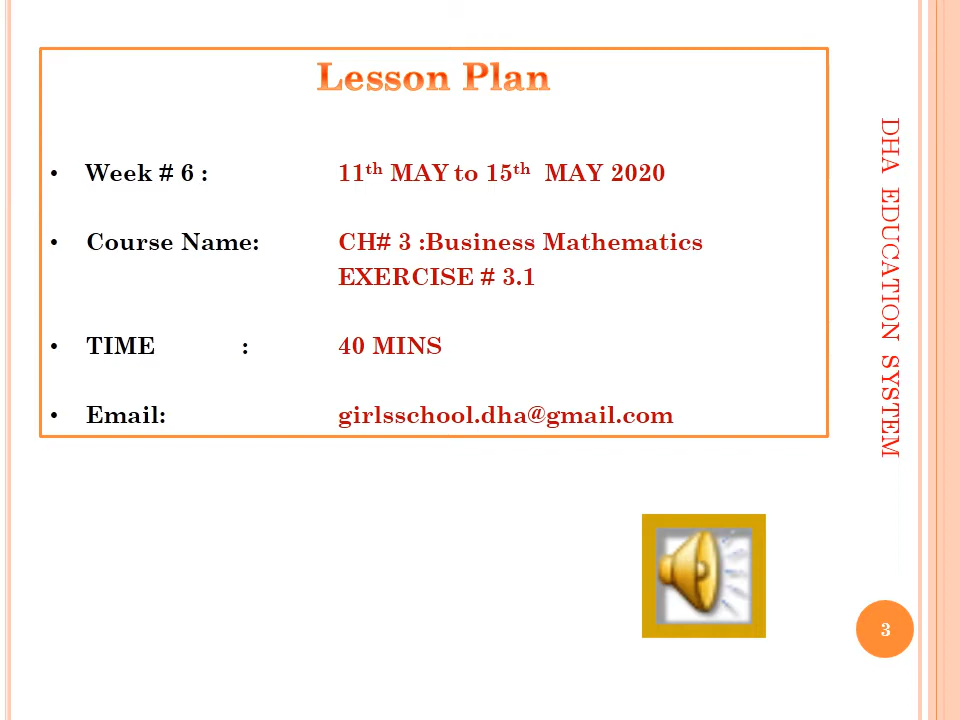 Lesson Plan
• Week # 6 : 11th MAY to 15th MAY 2020
• Course Name: CH# 3 :Business Mathematics
EXERCISE # 3.1
• TIME : 40 MINS
• Email: girlsschool.dha@gmail.com
DHA EDUCATION SYSTEM
3